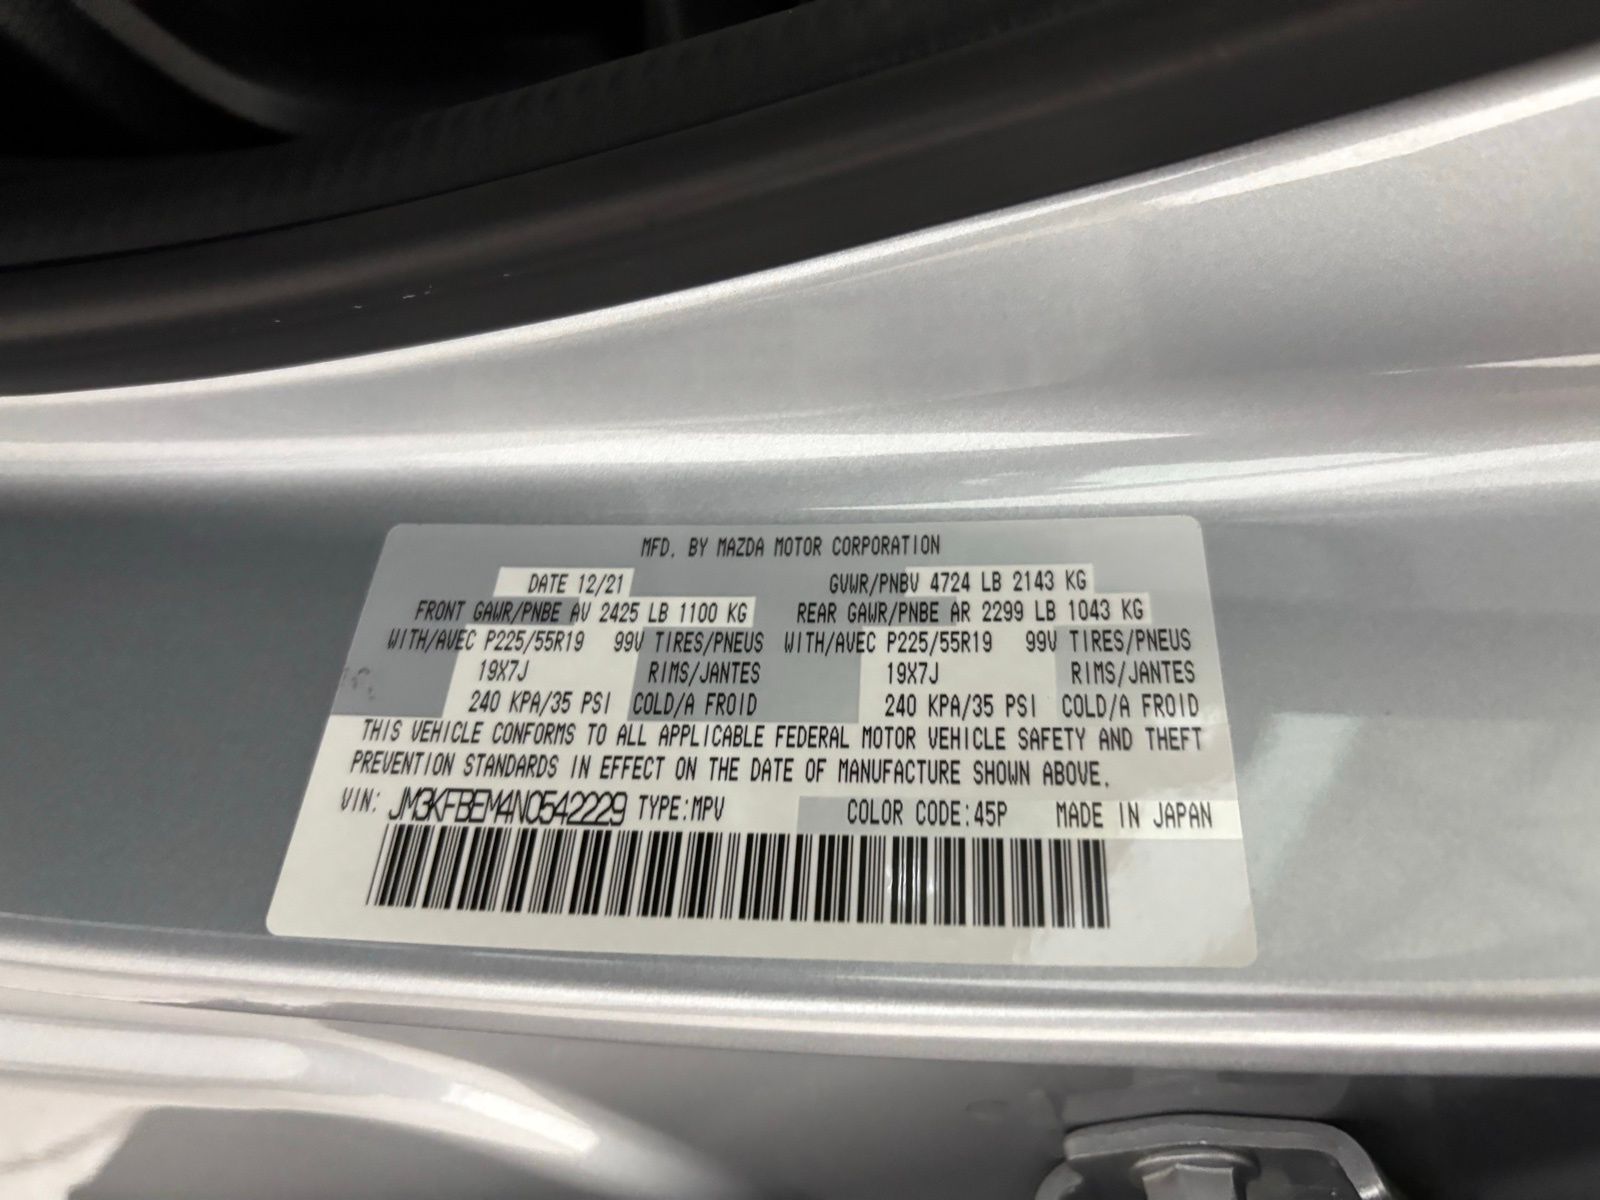 MFD. BY MAZDA MOTOR CORPORATION
DATE 12/21 GVWR/PNBV 4724 LB 2143 KG
FRONT GAWR/PNBE AV 2425 LB 1100 KG REAR GAWR/PNBE AR 2299 LB 1043 KG
WITH/AVEC P225/55R19 99V TIRES/PNEUS WITH/AVEC P225/55R19 99V TIRES/PNEUS
19X7J RIMS/JANTES 19X7J RIMS/JANTES
240 KPA/35 PSI COLD/A FROID 240 KPA/35 PSI COLD/A FROID
THIS VEHICLE CONFORMS TO ALL APPLICABLE FEDERAL MOTOR VEHICLE SAFETY AND THEFT
PREVENTION STANDARDS IN EFFECT ON THE DATE OF MANUFACTURE SHOWN ABOVE.
VIN: JM3KFBEM4N0542229 TYPE:MPV COLOR CODE:45P MADE IN JAPAN